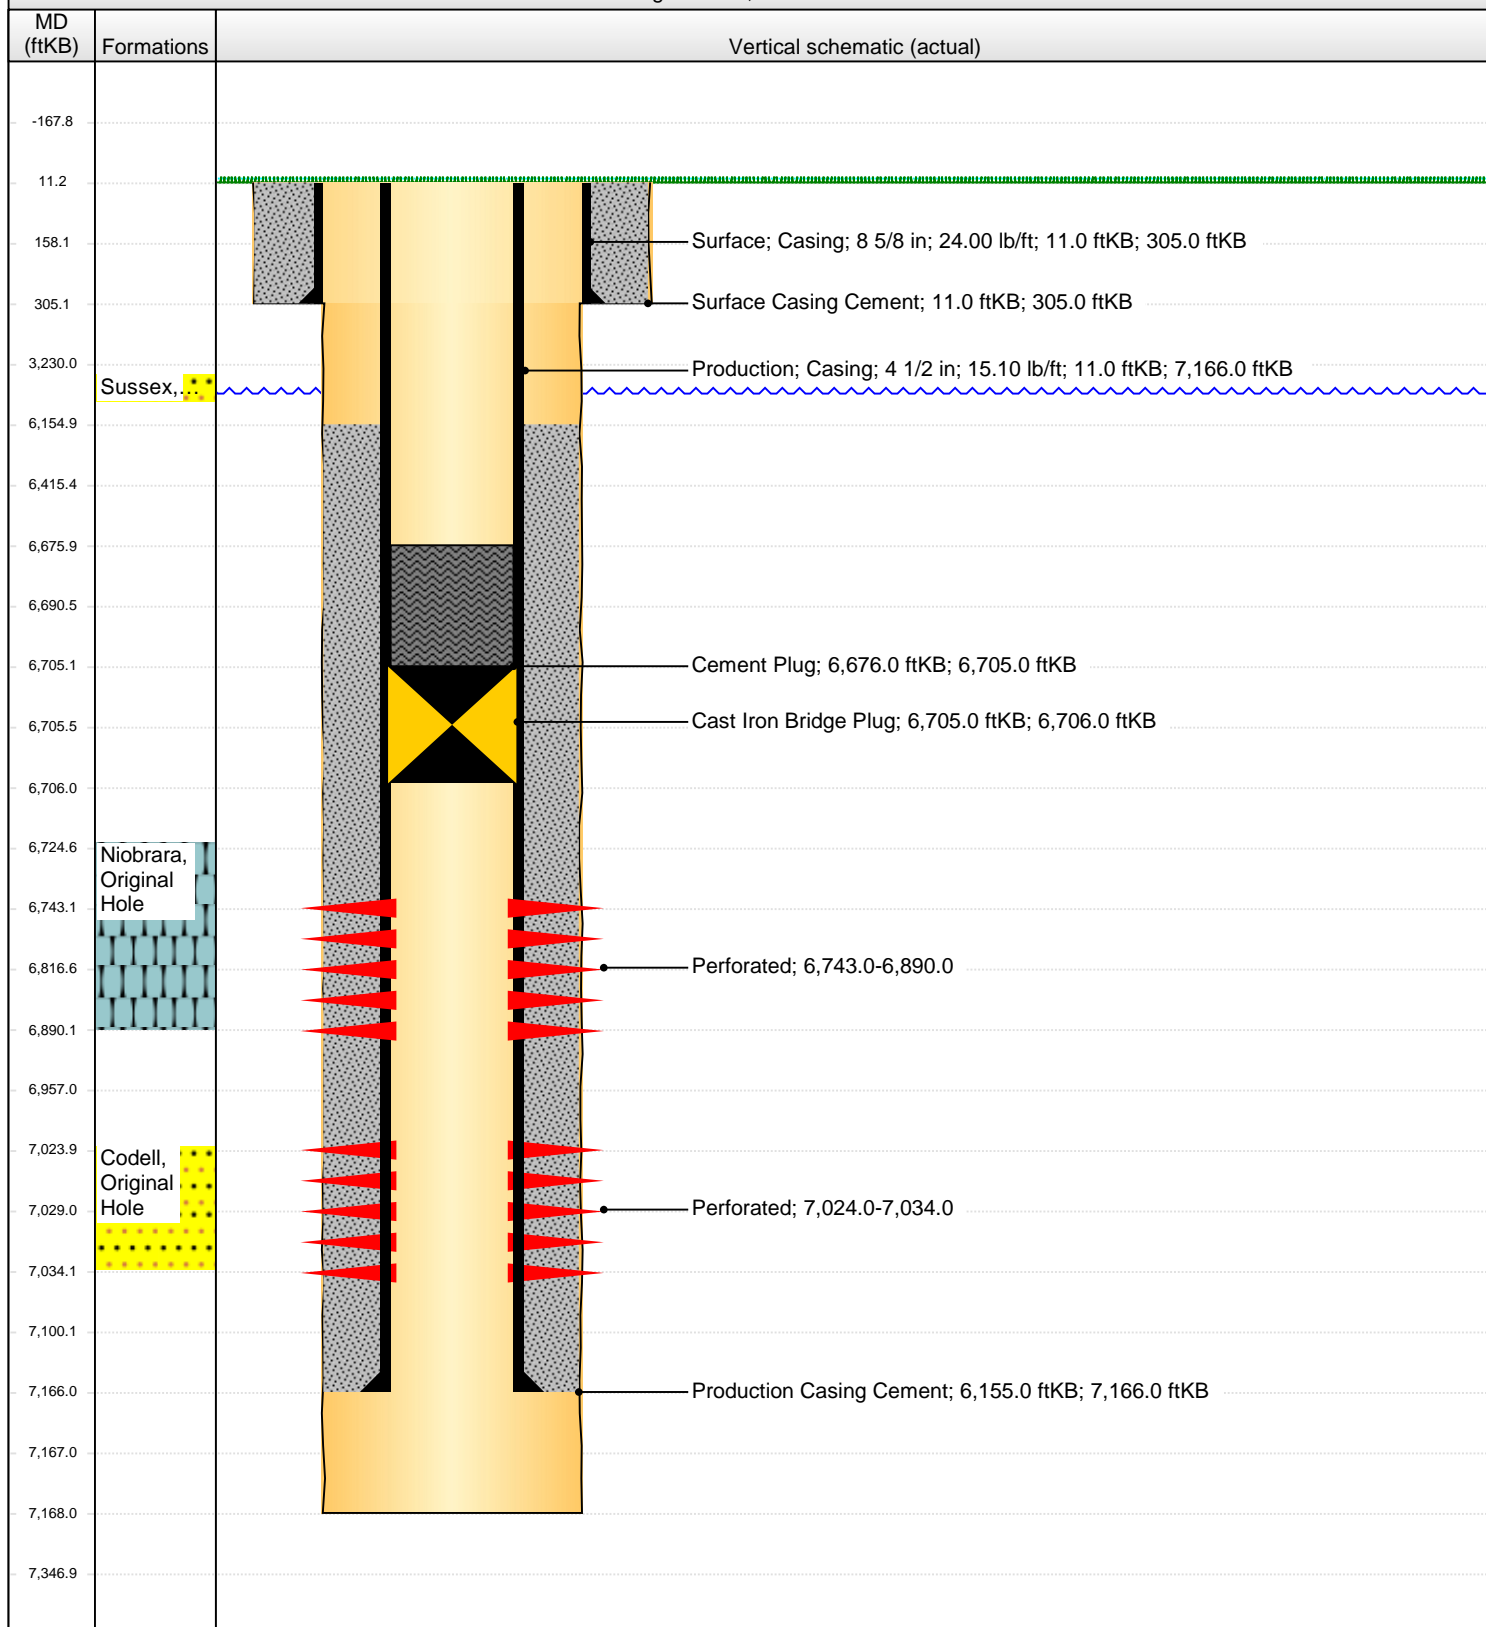 MD
(ftKB)
Formations
Vertical schematic (actual)
-167.8
11.2
158.1
Surface; Casing; 8 5/8 in; 24.00 lb/ft; 11.0 ftKB; 305.0 ftKB
305.1
Surface Casing Cement; 11.0 ftKB; 305.0 ftKB
3,230.0
Production; Casing; 4 1/2 in; 15.10 lb/ft; 11.0 ftKB; 7,166.0 ftKB
Sussex,...
6,154.9
6,415.4
6,675.9
6,690.5
6,705.1
Cement Plug; 6,676.0 ftKB; 6,705.0 ftKB
6,705.5
Cast Iron Bridge Plug; 6,705.0 ftKB; 6,706.0 ftKB
6,706.0
6,724.6
Niobrara,
Original
Hole
6,743.1
6,816.6
Perforated; 6,743.0-6,890.0
6,890.1
6,957.0
7,023.9
Codell,
Original
Hole
7,029.0
Perforated; 7,024.0-7,034.0
7,034.1
7,100.1
7,166.0
Production Casing Cement; 6,155.0 ftKB; 7,166.0 ftKB
7,167.0
7,168.0
7,346.9